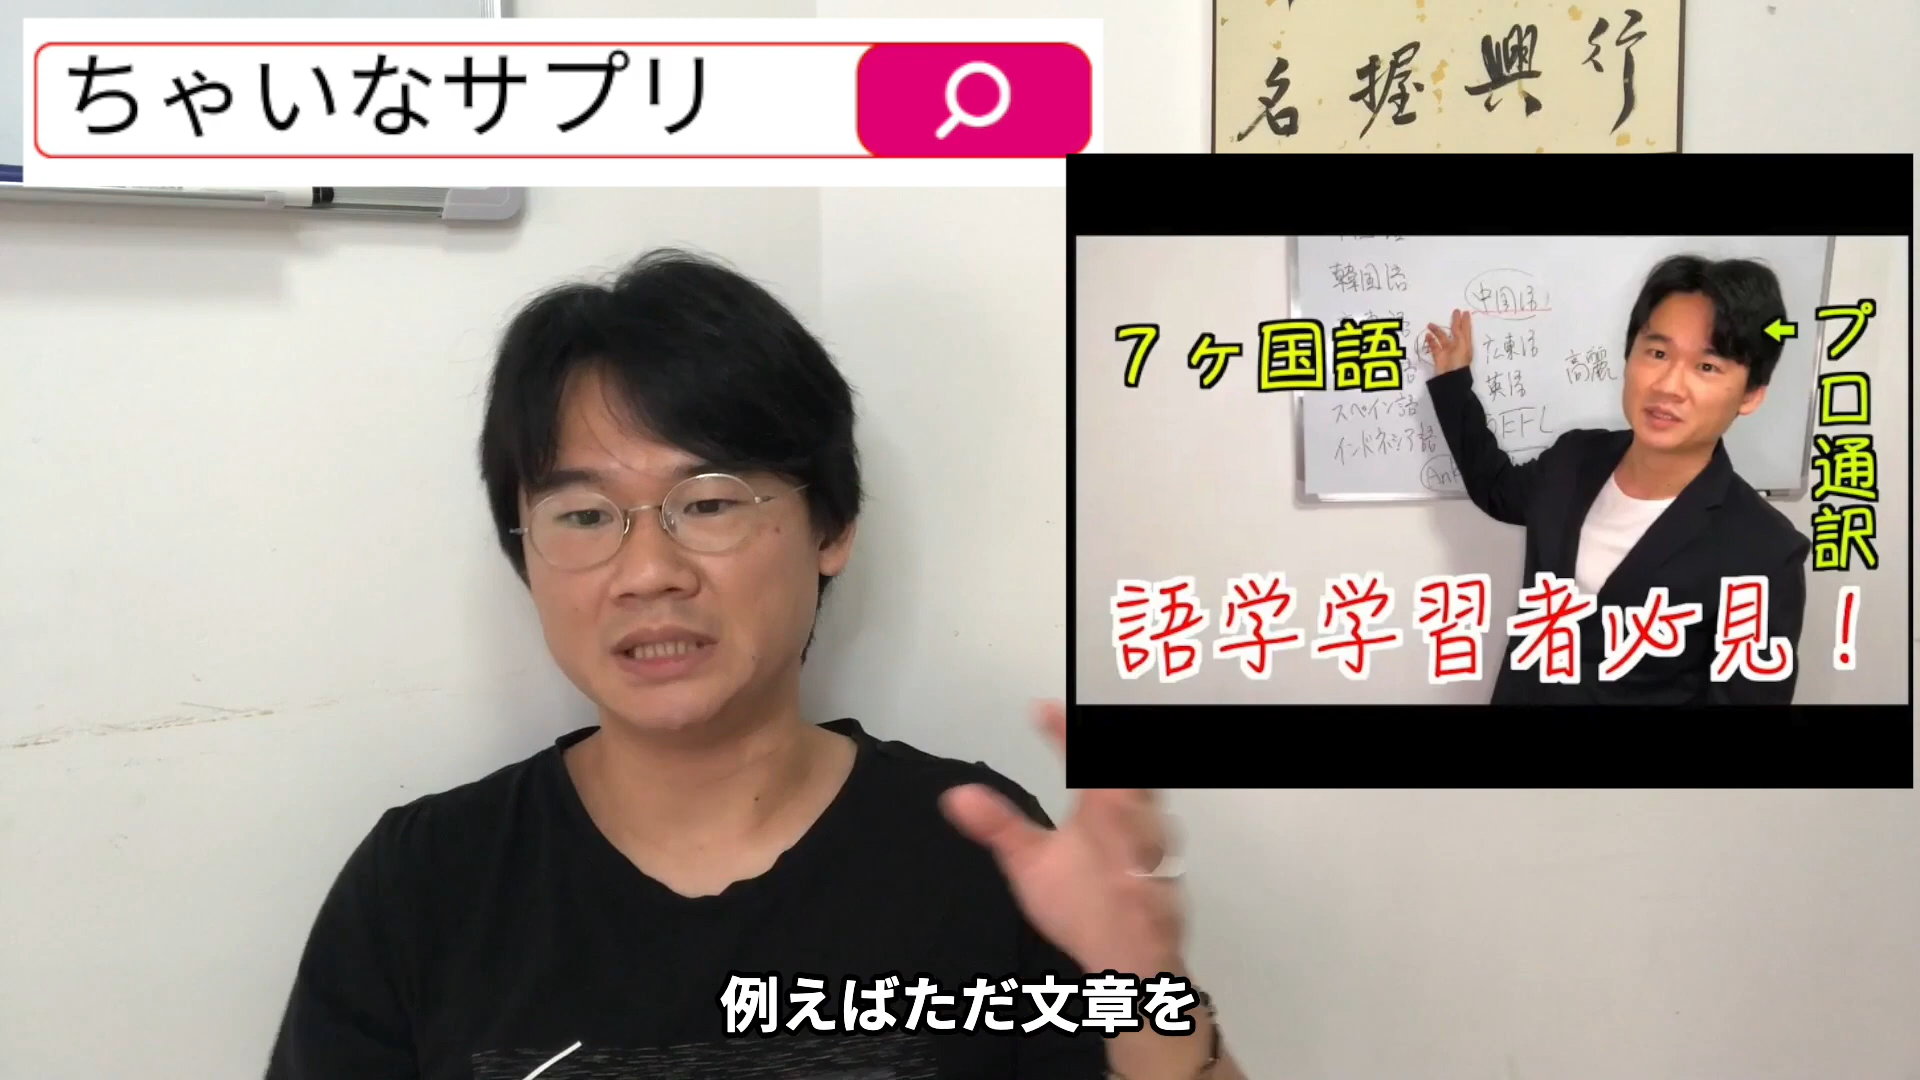 ちゃいなサプリ
名握興行
韓国語
中国語
広東語
英語
高麗
スペイン語
インドネシア語
7ヶ国語
←プロ通訳
語学学習者必見!
例えばただ文章を